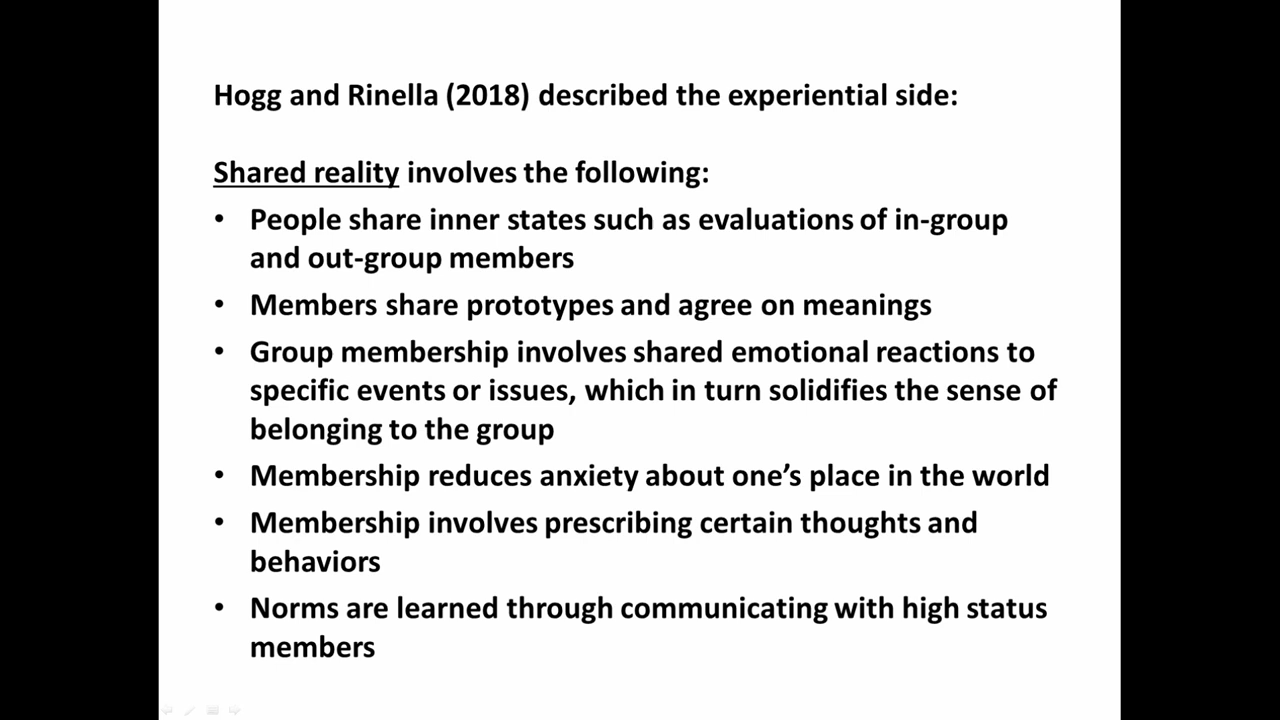 Hogg and Rinella (2018) described the experiential side:
Shared reality involves the following:
• People share inner states such as evaluations of in-group
and out-group members
• Members share prototypes and agree on meanings
• Group membership involves shared emotional reactions to
specific events or issues, which in turn solidifies the sense of
belonging to the group
• Membership reduces anxiety about one’s place in the world
• Membership involves prescribing certain thoughts and
behaviors
• Norms are learned through communicating with high status
members